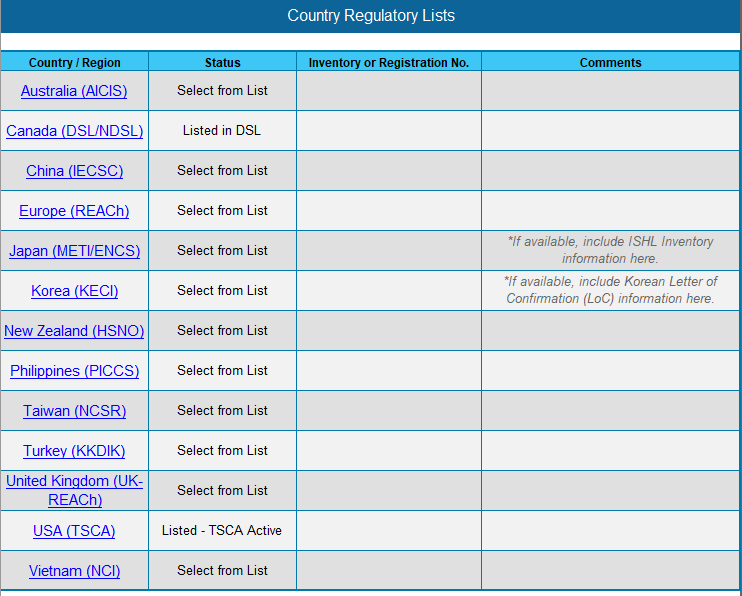 Country Regulatory Lists
Country / Region Status Inventory or Registration No. Comments
Australia (AICIS) Select from List
Canada (DSL/NDSL) Listed in DSL
China (IECSC) Select from List
Europe (REACh) Select from List
Japan (METI/ENCS) Select from List *If available, include ISHL Inventory
information here.
Korea (KECI) Select from List *If available, include Korean Letter of
Confirmation (LoC) information here.
New Zealand (HSNO) Select from List
Philippines (PICCS) Select from List
Taiwan (NCSR) Select from List
Turkey (KKDIK) Select from List
United Kingdom (UK-
REACh) Select from List
USA (TSCA) Listed - TSCA Active
Vietnam (NCI) Select from List